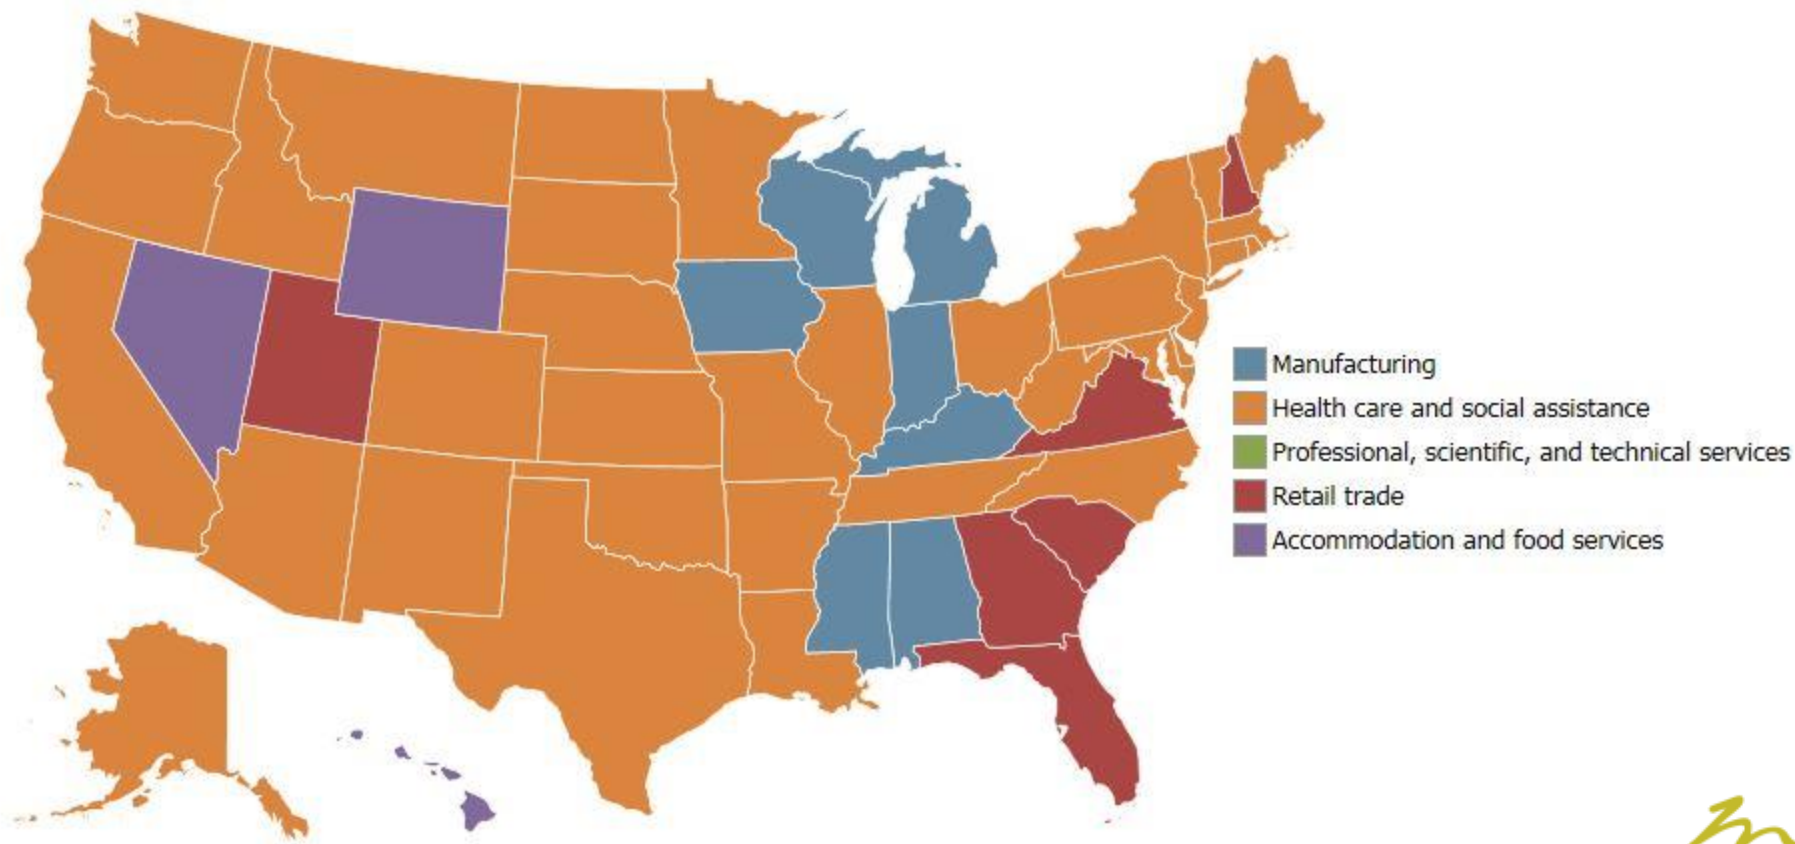 Manufacturing
Health care and social assistance
Professional, scientific, and technical services
Retail trade
Accommodation and food services